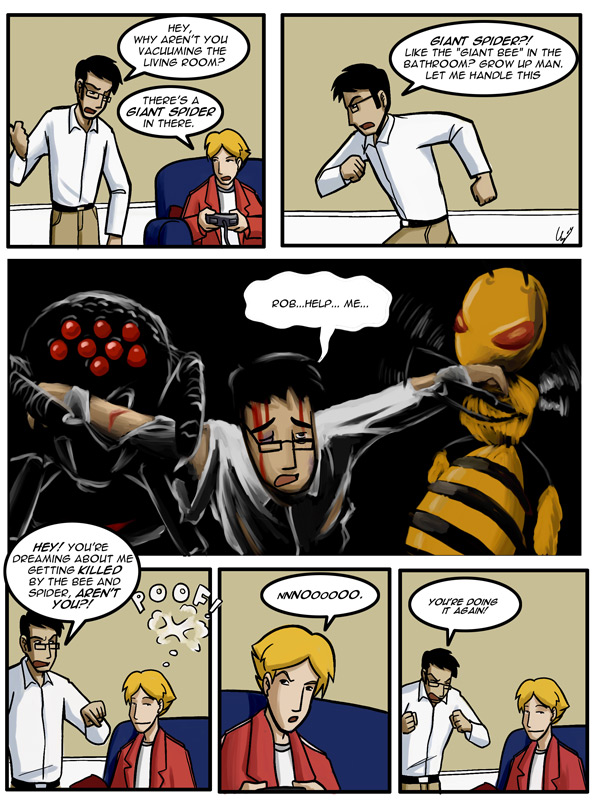 HEY,
WHY AREN'T YOU
VACUUMING THE
LIVING ROOM?
THERE'S A
GIANT SPIDER
IN THERE.
GIANT SPIDER?!
LIKE THE "GIANT BEE" IN THE
BATHROOM? GROW UP MAN.
LET ME HANDLE THIS
ROB...HELP... ME...
HEY! YOU'RE
DREAMING ABOUT ME
GETTING KILLED
BY THE BEE AND
SPIDER, AREN'T
YOU?!
POOF!
NNNOOOOOO.
YOU'RE DOING
IT AGAIN!